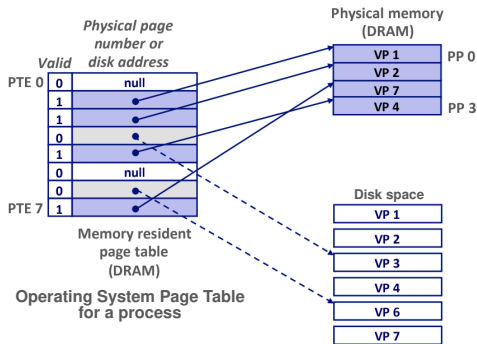 Physical page
number or
disk address
Valid
PTE 0
0
null
1
1
0
1
0
null
0
PTE 7
1
Memory resident
page table
(DRAM)
Operating System Page Table
for a process
Physical memory
(DRAM)
VP 1
PP 0
VP 2
VP 7
VP 4
PP 3
Disk space
VP 1
VP 2
VP 3
VP 4
VP 6
VP 7